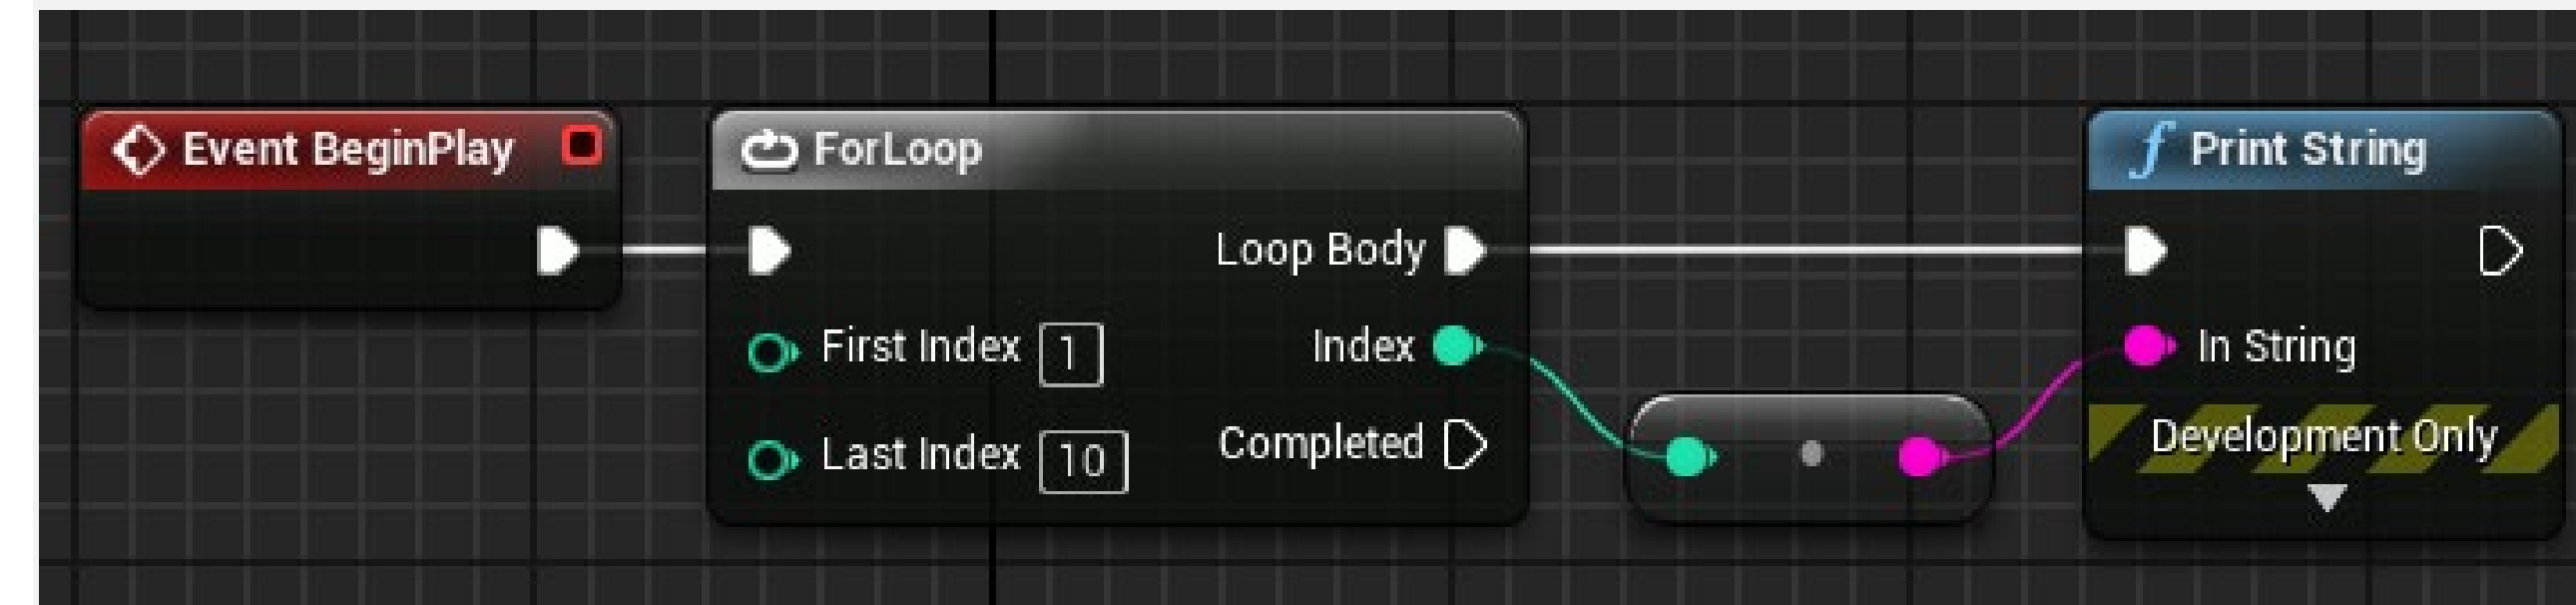 Event BeginPlay
ForLoop
Loop Body
First Index 1
Index
Last Index 10
Completed
f Print String
In String
Development Only